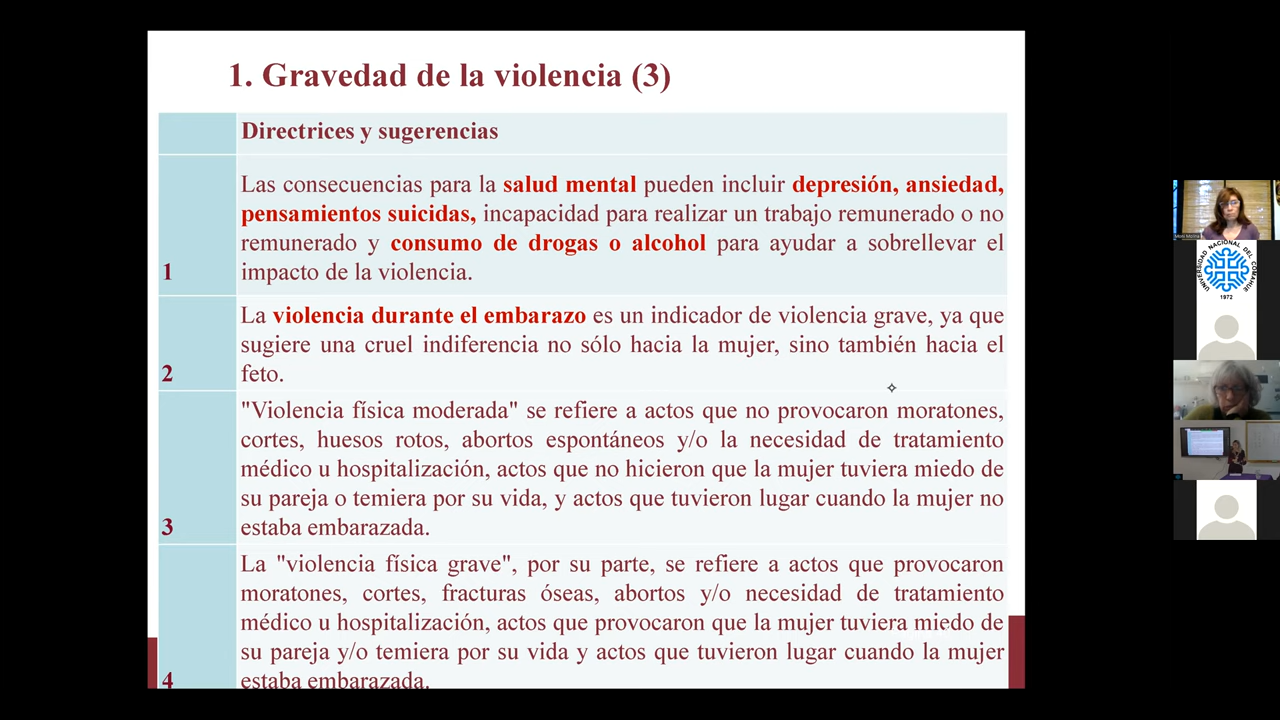 1. Gravedad de la violencia (3)
Directrices y sugerencias
Las consecuencias para la salud mental pueden incluir depresión, ansiedad,
pensamientos suicidas, incapacidad para realizar un trabajo remunerado o no
remunerado y consumo de drogas o alcohol para ayudar a sobrellevar el
1 impacto de la violencia.
La violencia durante el embarazo es un indicador de violencia grave, ya que
sugiere una cruel indiferencia no sólo hacia la mujer, sino también hacia el
2 feto.
"Violencia física moderada" se refiere a actos que no provocaron moratones,
cortes, huesos rotos, abortos espontáneos y/o la necesidad de tratamiento
médico u hospitalización, actos que no hicieron que la mujer tuviera miedo de
su pareja o temiera por su vida, y actos que tuvieron lugar cuando la mujer no
3 estaba embarazada.
La "violencia física grave", por su parte, se refiere a actos que provocaron
moratones, cortes, fracturas óseas, abortos y/o necesidad de tratamiento
médico u hospitalización, actos que provocaron que la mujer tuviera miedo de
su pareja y/o temiera por su vida y actos que tuvieron lugar cuando la mujer
4 estaba embarazada.
UNIVERSIDAD NACIONAL DEL COMAHUE
1972